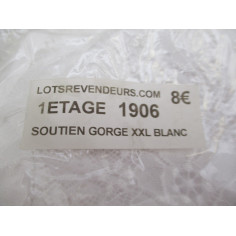 LOTSREVENDEURS.COM 8€
1ETAGE 1906
SOUTIEN GORGE XXL BLANC